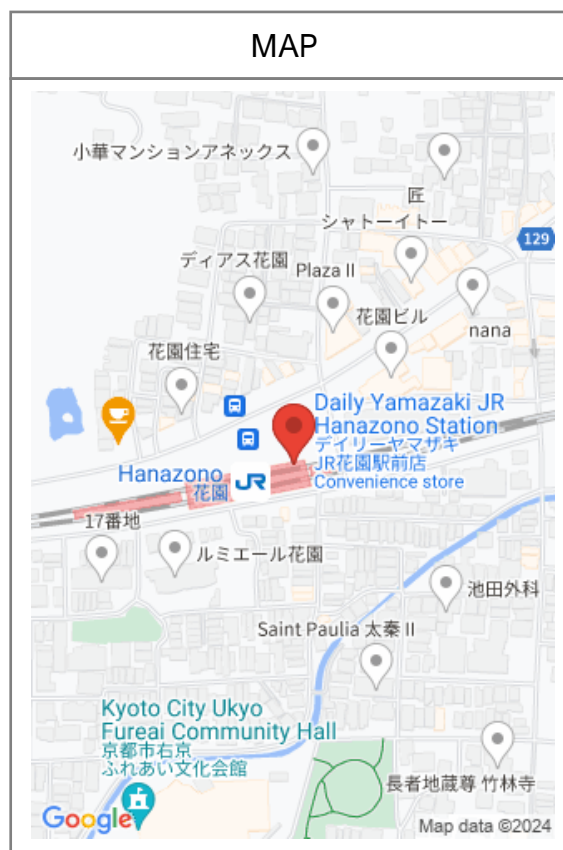 MAP
小華マンションアネックス
匠
シャトーイトー
129
ディアス花園
Plaza II
花園ビル
nana
花園住宅
Daily Yamazaki JR
Hanazono Station
デイリーヤマザキ
JR花園駅前店
Convenience store
Hanazono
花園
JR
17番地
ルミエール花園
池田外科
Saint Paulia 太秦 II
Kyoto City Ukyo
Fureai Community Hall
京都市右京
ふれあい文化会館
長者地蔵尊 竹林寺
Google
Map data ©2024